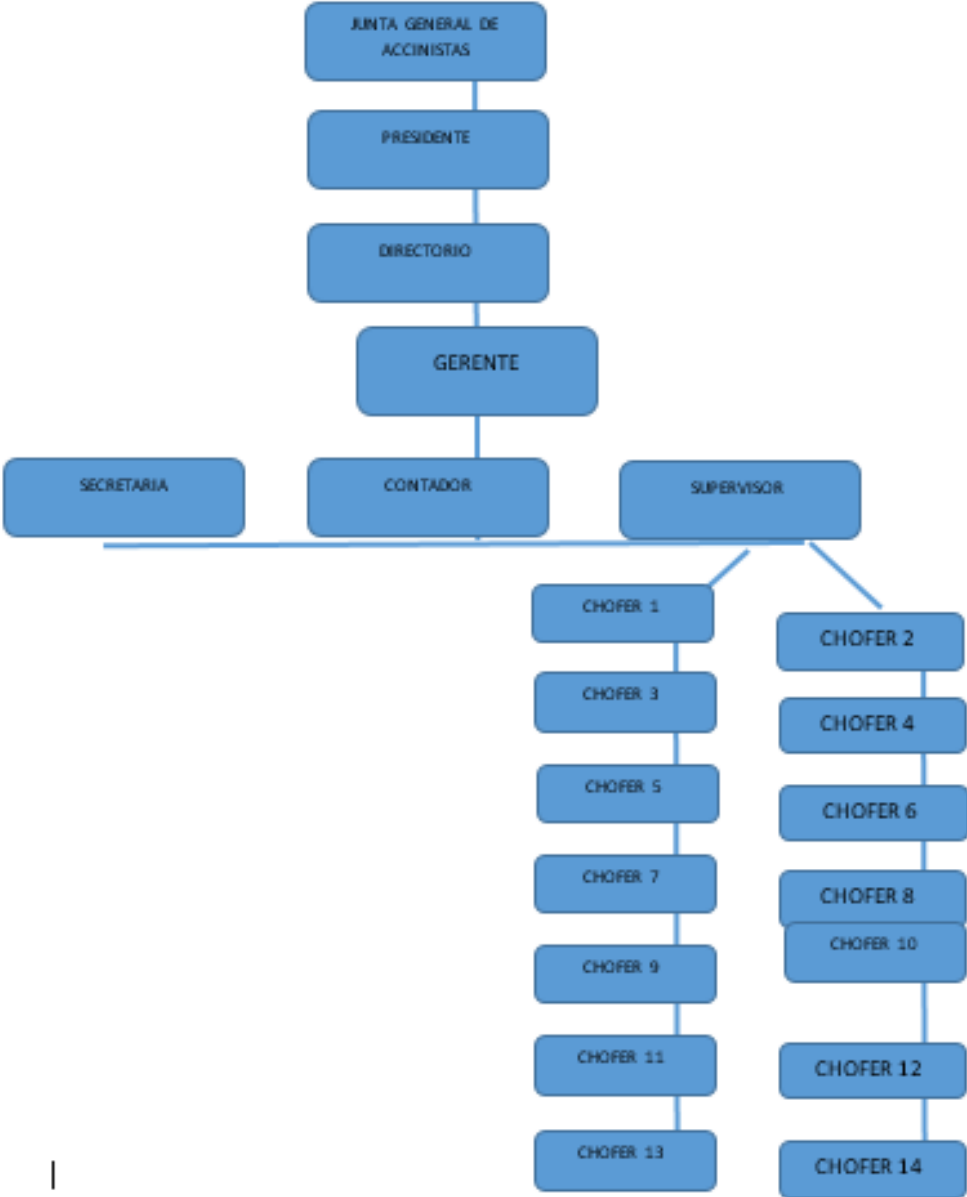 JUNTA GENERAL DE
ACCINISTAS
PRESIDENTE
DIRECTORIO
GERENTE
SECRETARIA
CONTADOR
SUPERVISOR
CHOFER 1
CHOFER 2
CHOFER 3
CHOFER 4
CHOFER 5
CHOFER 6
CHOFER 7
CHOFER 8
CHOFER 10
CHOFER 9
CHOFER 11
CHOFER 12
CHOFER 13
CHOFER 14